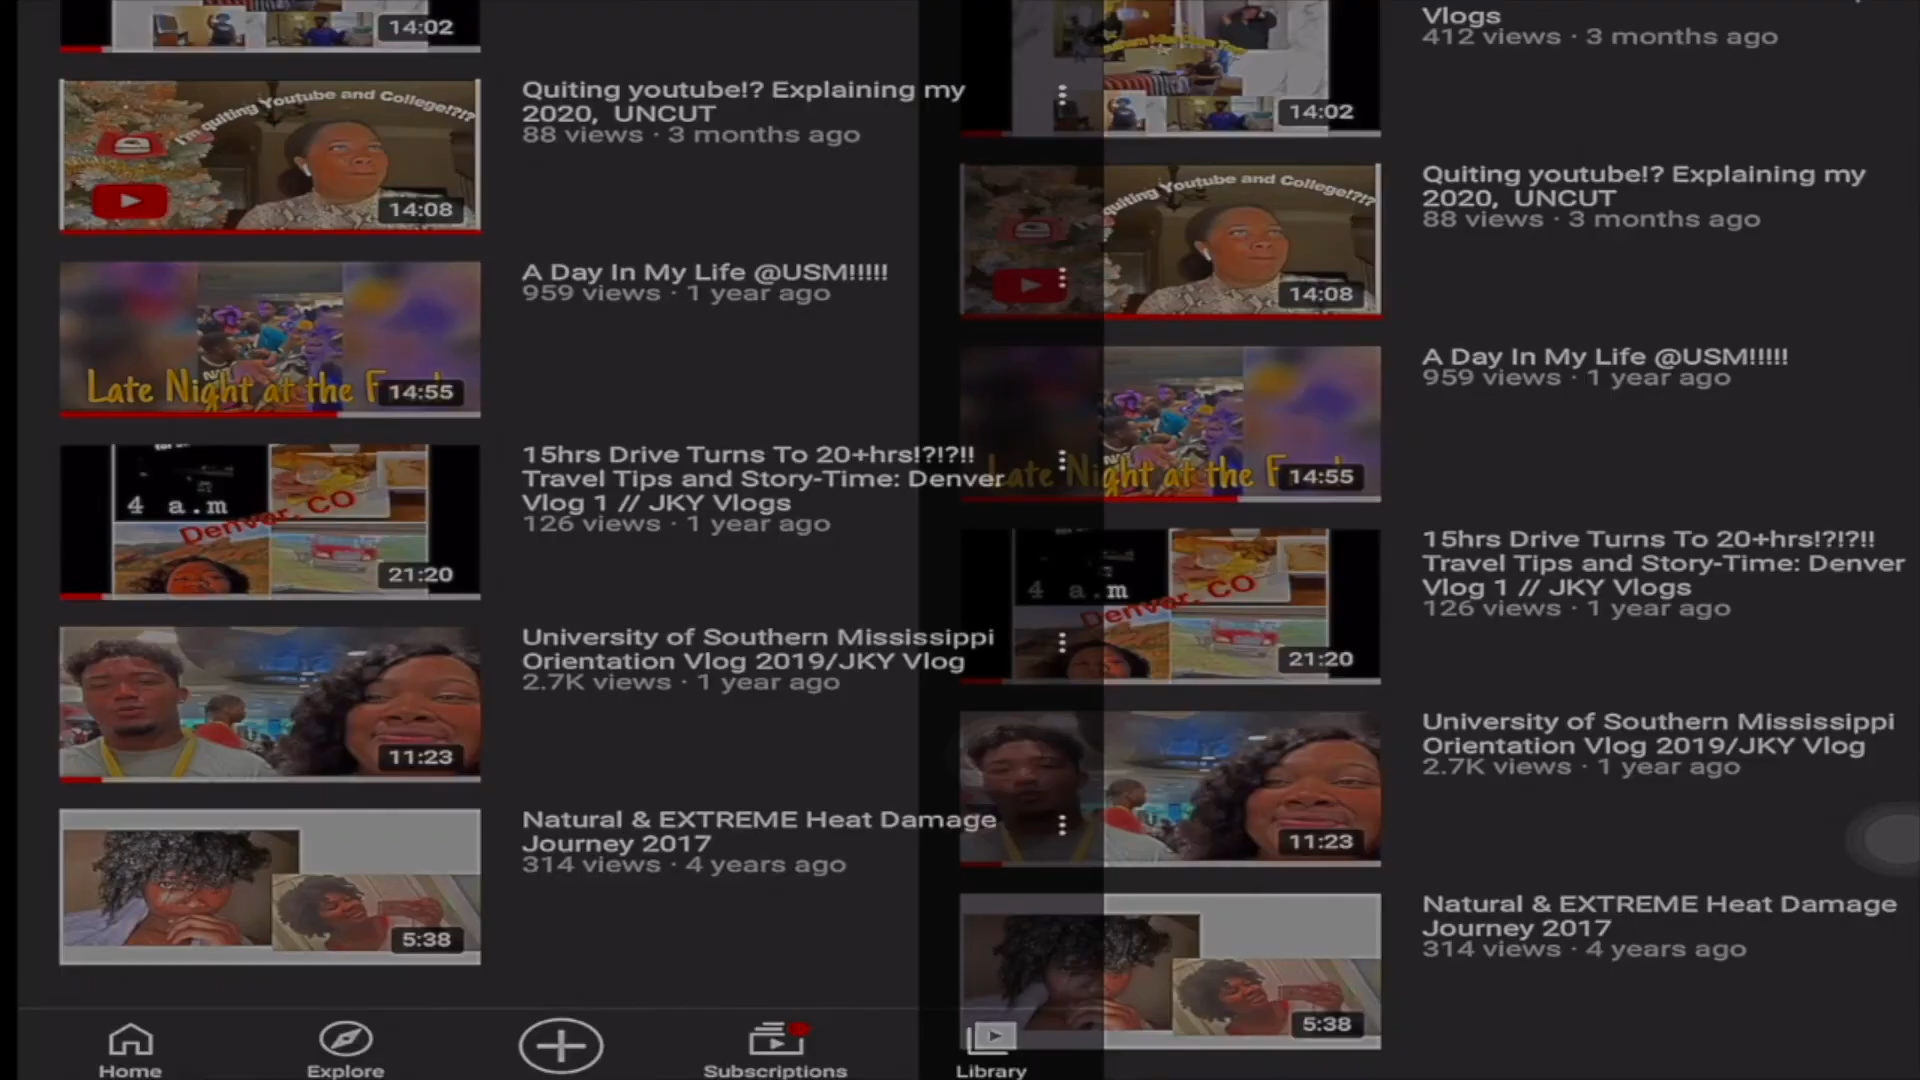 14:02
I'm quiting Youtube and College!?!?
14:08
Quiting youtube!? Explaining my
2020, UNCUT
88 views · 3 months ago
Late Night at the F
14:55
A Day In My Life @USM!!!!!
959 views · 1 year ago
4 a.m
Denver, CO
21:20
15hrs Drive Turns To 20+hrs!?!?!!
Travel Tips and Story-Time: Denver
Vlog 1 // JKY Vlogs
126 views · 1 year ago
11:23
University of Southern Mississippi
Orientation Vlog 2019/JKY Vlog
2.7K views · 1 year ago
5:38
Natural & EXTREME Heat Damage
Journey 2017
314 views · 4 years ago
Home
Explore
Subscriptions
Library
14:02
Vlogs
412 views · 3 months ago
quiting Youtube and College!?!?
14:08
Quiting youtube!? Explaining my
2020, UNCUT
88 views · 3 months ago
Late Night at the F
14:55
A Day In My Life @USM!!!!!
959 views · 1 year ago
4 a.m
Denver, CO
21:20
15hrs Drive Turns To 20+hrs!?!?!!
Travel Tips and Story-Time: Denver
Vlog 1 // JKY Vlogs
126 views · 1 year ago
11:23
University of Southern Mississippi
Orientation Vlog 2019/JKY Vlog
2.7K views · 1 year ago
5:38
Natural & EXTREME Heat Damage
Journey 2017
314 views · 4 years ago